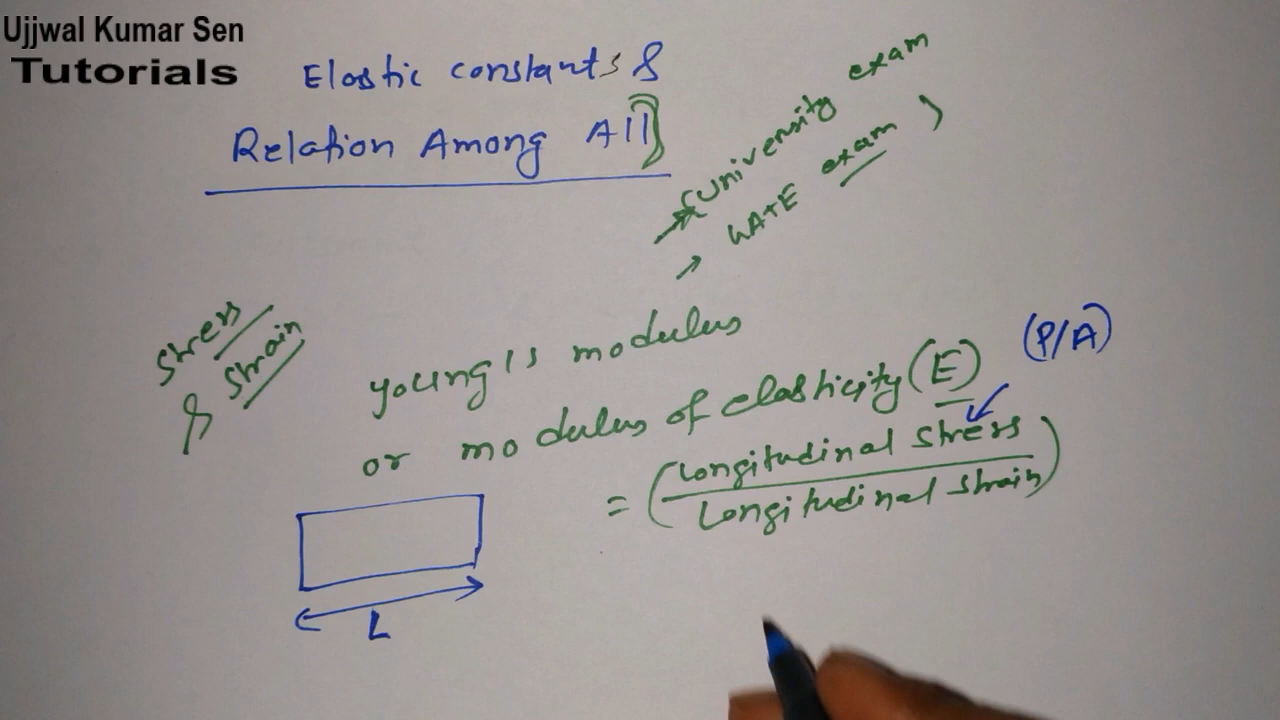 Ujjwal Kumar Sen
Tutorials
Elastic constants &
Relation Among All
(University exam
GATE exam)
Stress
& Strain
young's modulus
or modulus of elasticity (E)
(P/A)
= (Longitudinal Stress
Longitudinal Strain)
L